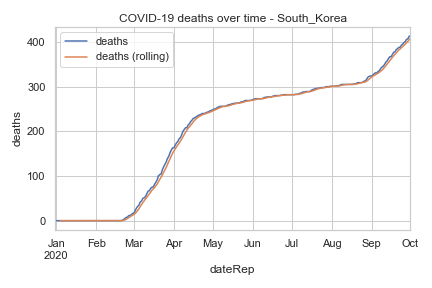 COVID-19 deaths over time - South_Korea
deaths
deaths (rolling)
deaths
400
300
200
100
0
Jan Feb Mar Apr May Jun Jul Aug Sep Oct
2020
dateRep